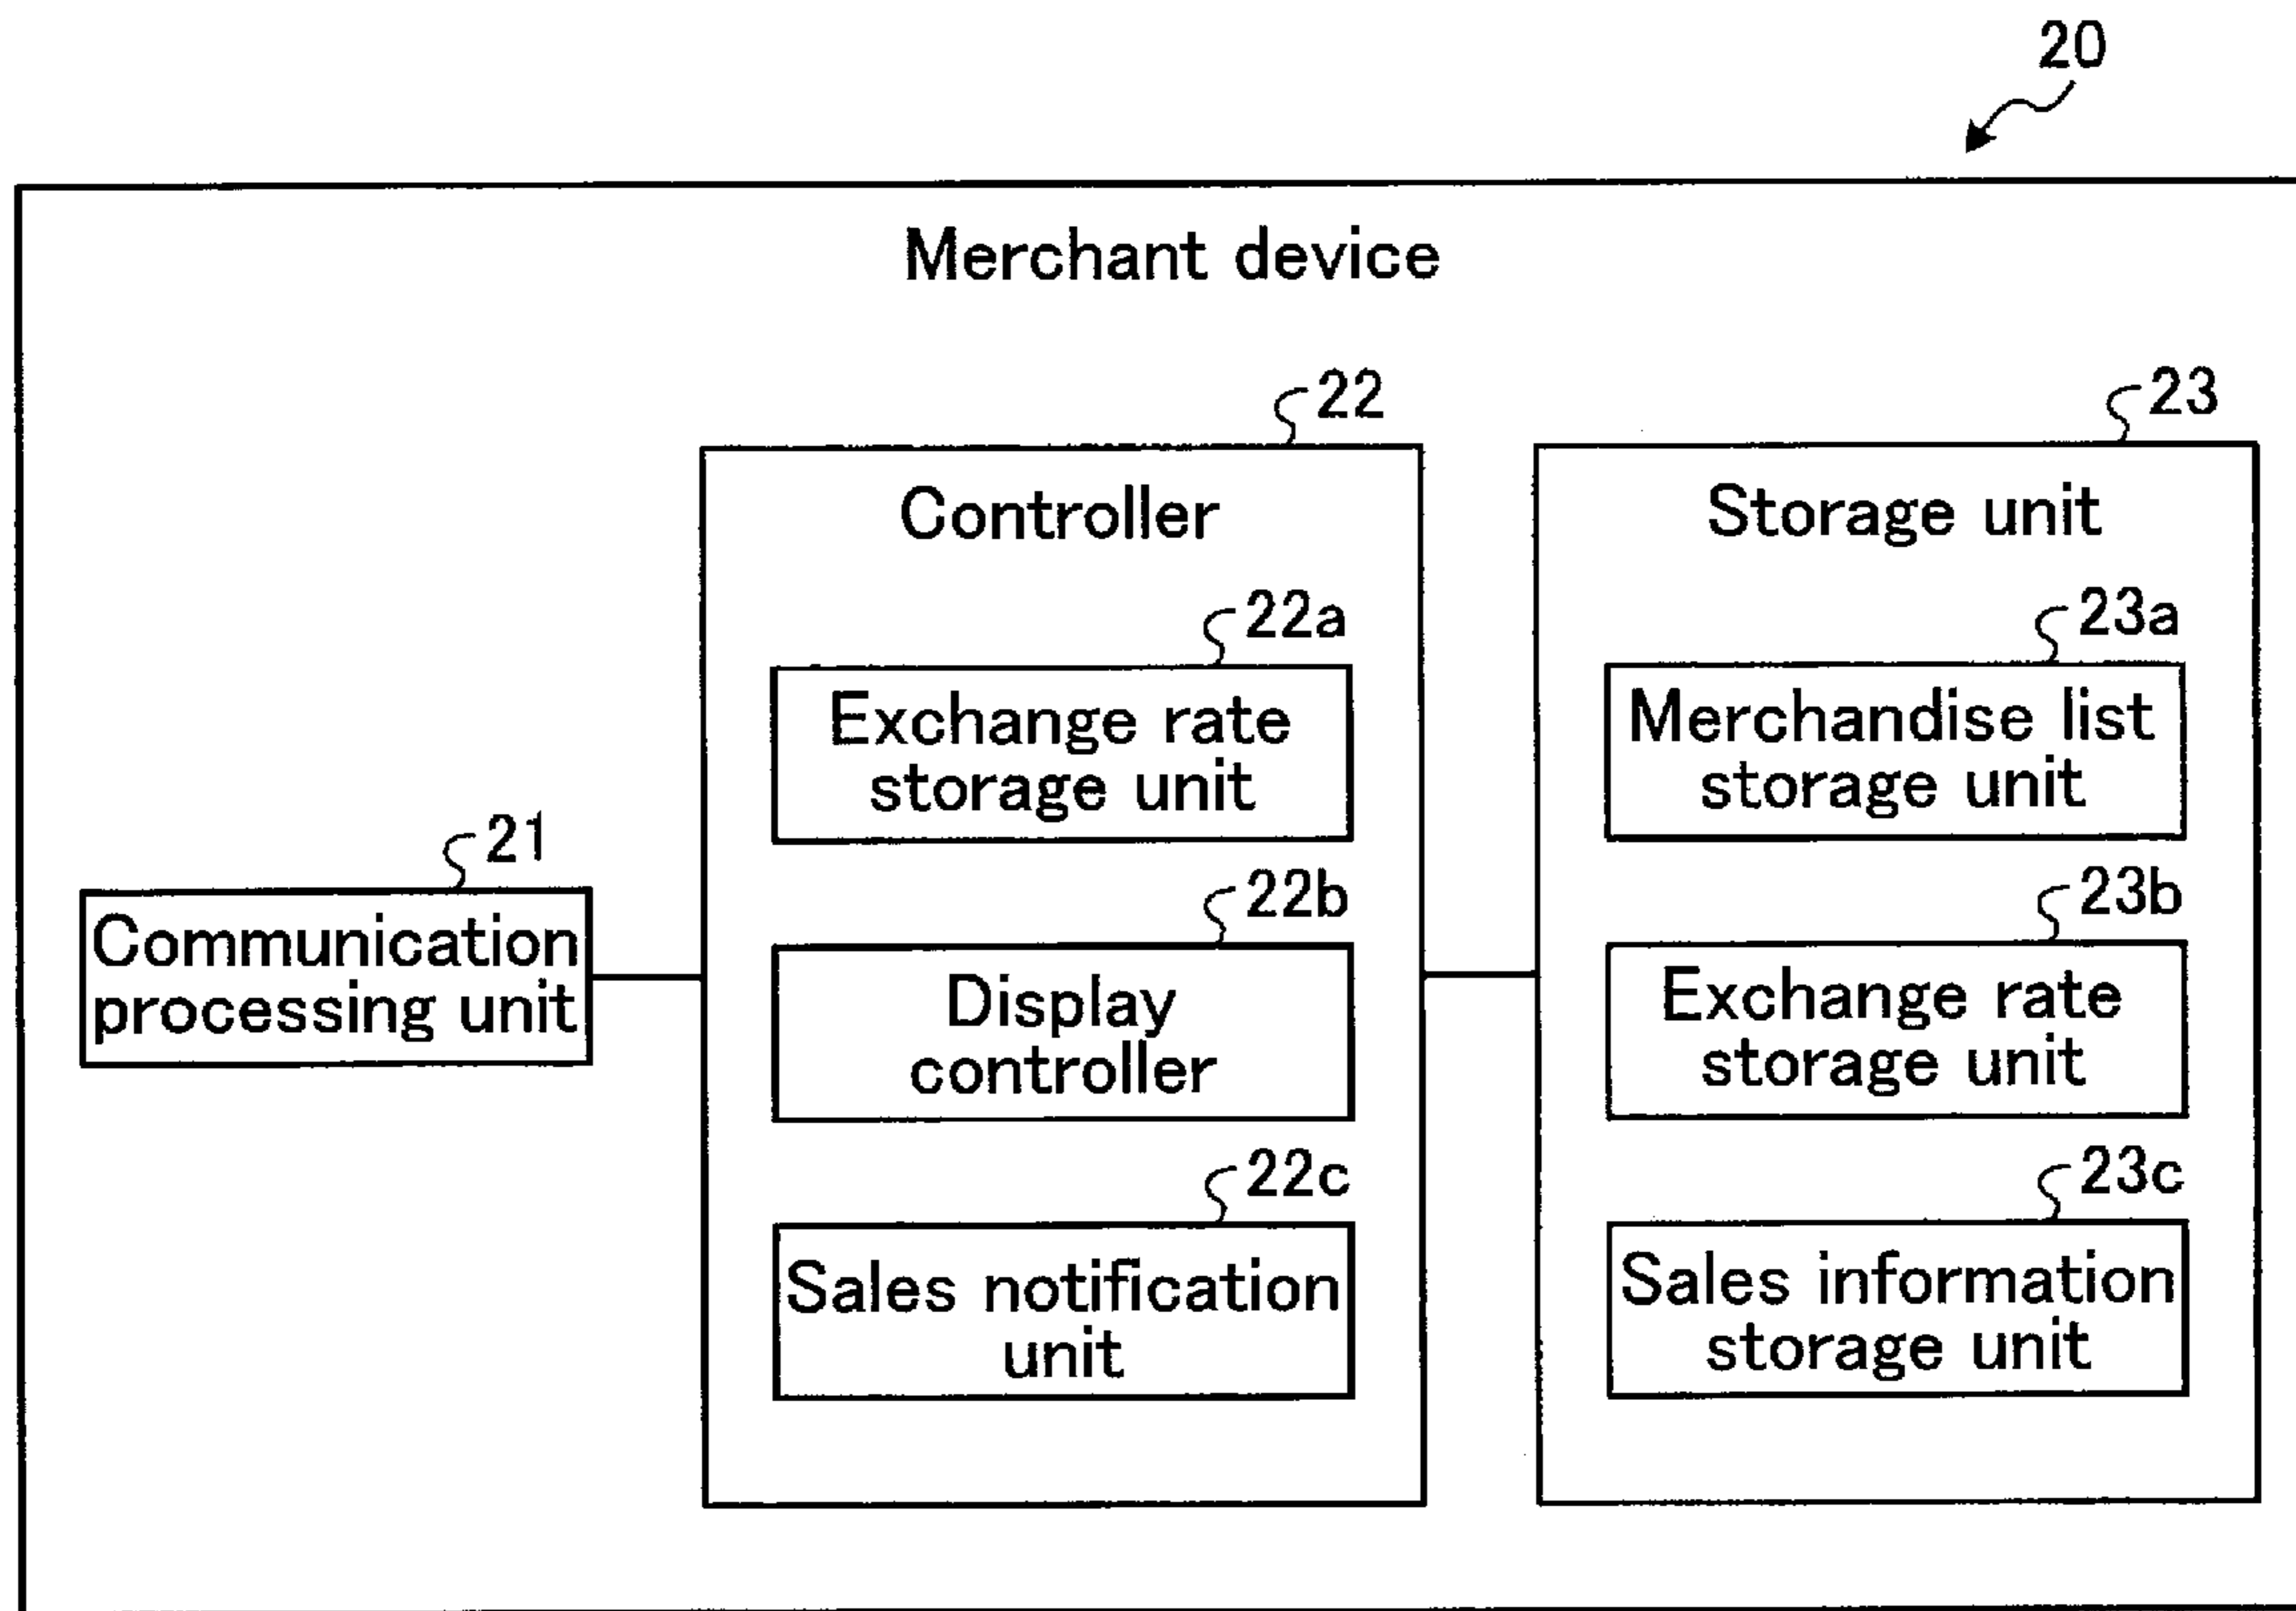 20
Merchant device
22
Controller
22a
Exchange rate
storage unit
22b
Display
controller
22c
Sales notification
unit
23
Storage unit
23a
Merchandise list
storage unit
23b
Exchange rate
storage unit
23c
Sales information
storage unit
21
Communication
processing unit